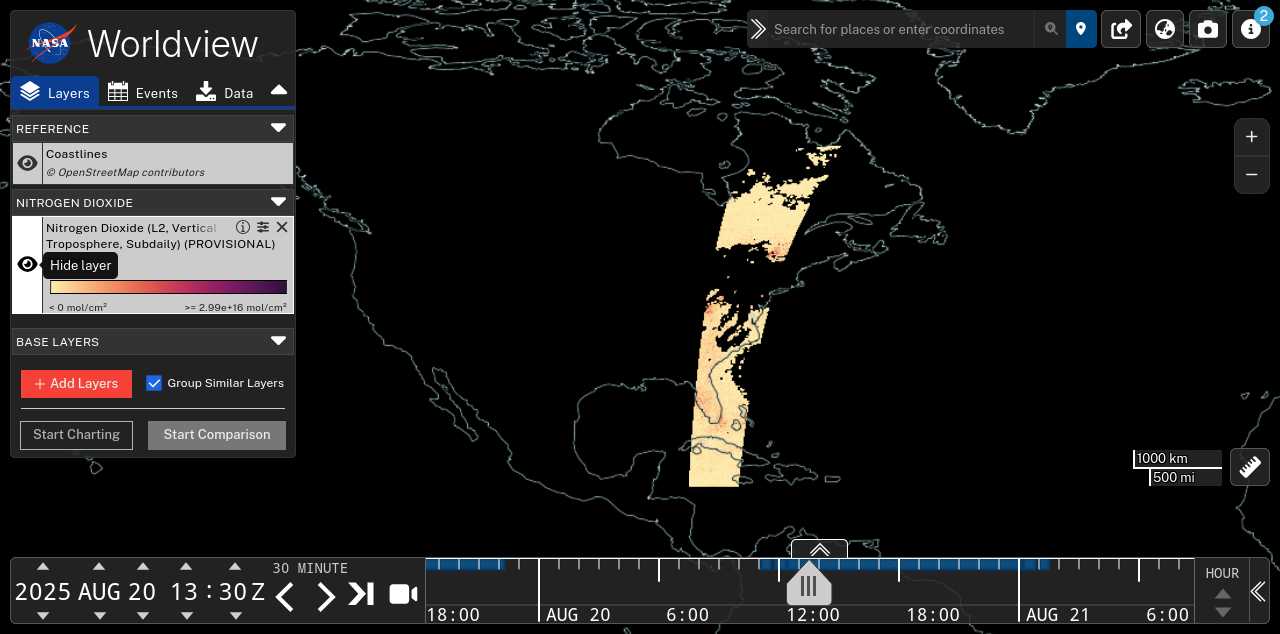 NASA Worldview
Search for places or enter coordinates
2
Layers Events Data
REFERENCE
Coastlines
© OpenStreetMap contributors
NITROGEN DIOXIDE
Nitrogen Dioxide (L2, Vertical
Troposphere, Subdaily) (PROVISIONAL)
Hide layer
< 0 mol/cm² >= 2.99e+16 mol/cm²
BASE LAYERS
+ Add Layers Group Similar Layers
Start Charting Start Comparison
+
−
1000 km
500 mi
2025 AUG 20 13 : 30 Z
30 MINUTE
18:00 AUG 20 6:00 12:00 18:00 AUG 21 6:00
HOUR